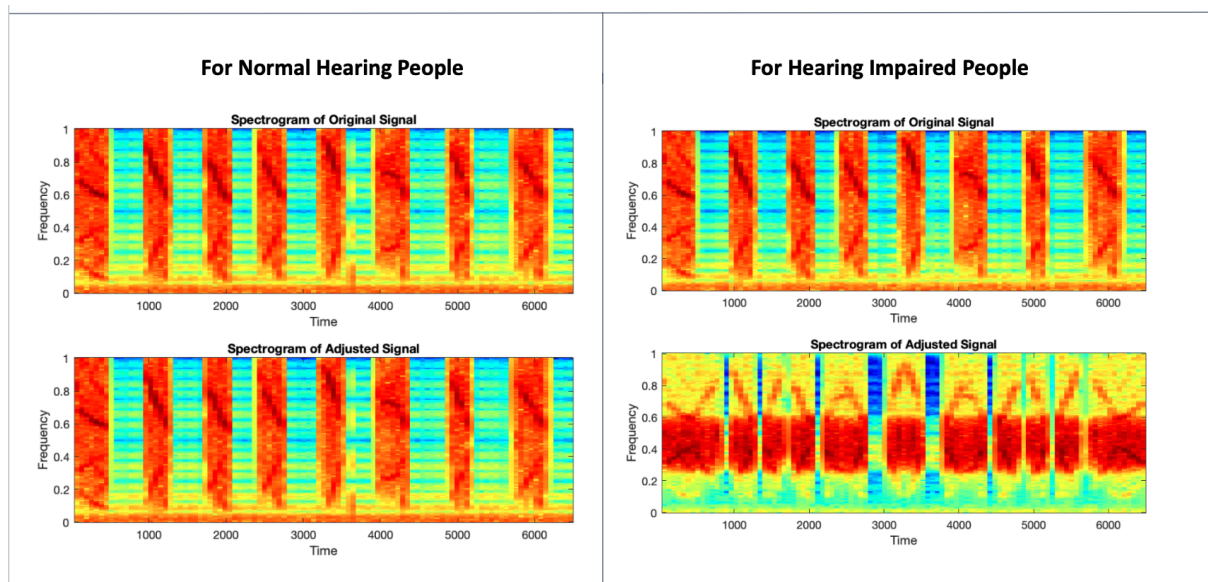 For Normal Hearing People
Spectrogram of Original Signal
1
0.8
0.6
0.4
0.2
0
Frequency
1000 2000 3000 4000 5000 6000
Time
Spectrogram of Adjusted Signal
1
0.8
0.6
0.4
0.2
0
Frequency
1000 2000 3000 4000 5000 6000
Time
For Hearing Impaired People
Spectrogram of Original Signal
1
0.8
0.6
0.4
0.2
0
Frequency
1000 2000 3000 4000 5000 6000
Time
Spectrogram of Adjusted Signal
1
0.8
0.6
0.4
0.2
0
Frequency
1000 2000 3000 4000 5000 6000
Time